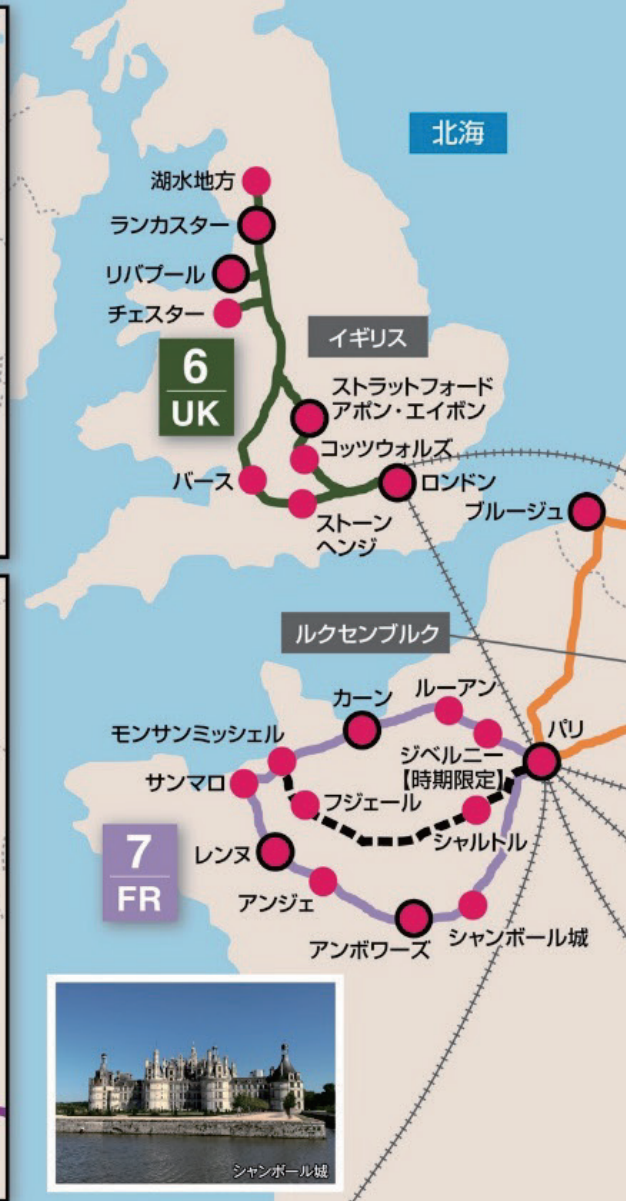 北海
湖水地方
ランカスター
リバプール
チェスター
イギリス
6
UK
ストラットフォード
アポン・エイボン
コッツウォルズ
バース
ロンドン
ストーン
ヘンジ
ブルージュ
ルクセンブルク
ルーアン
カーン
モンサンミッシェル
パリ
ジベルニー
【時期限定】
サンマロ
フジェール
シャルトル
7
FR
レンヌ
アンジェ
アンボワーズ
シャンボール城
シャンボール城